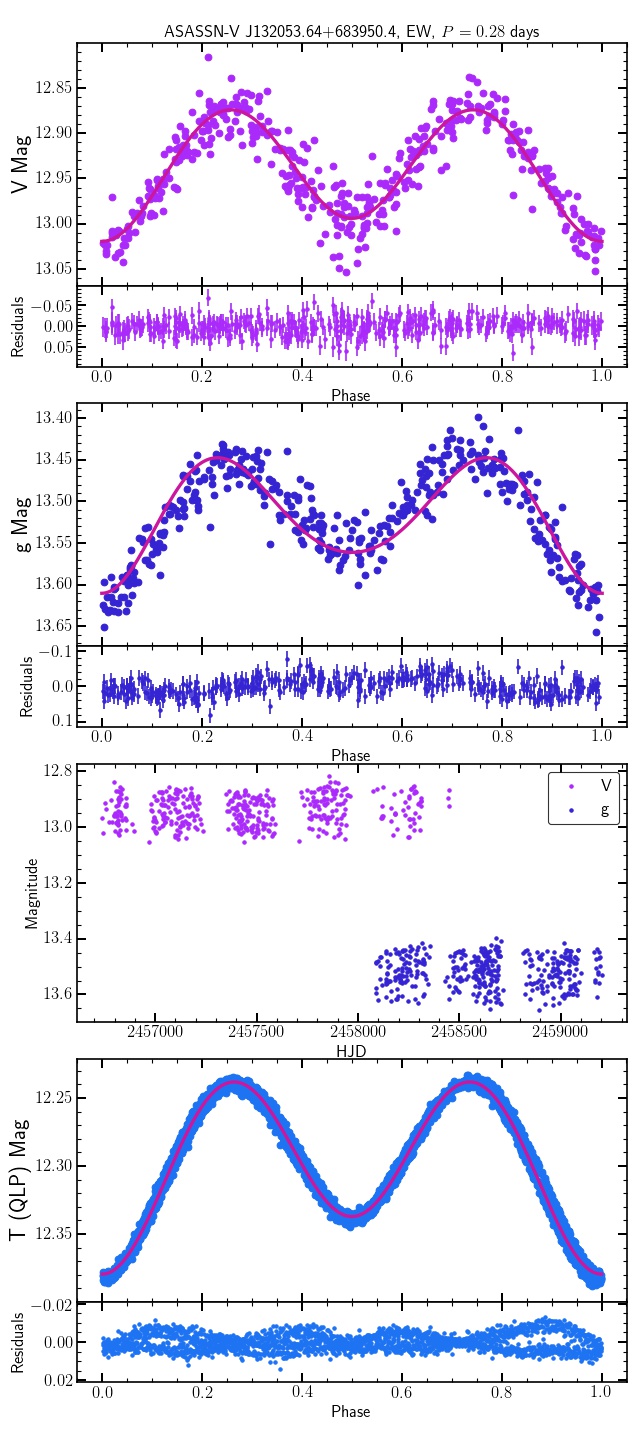 ASASSN-V J132053.64+683950.4, EW, P = 0.28 days
12.85
12.90
12.95
13.00
13.05
V Mag
−0.05
0.00
0.05
Residuals
0.0 0.2 0.4 0.6 0.8 1.0
Phase
13.40
13.45
13.50
13.55
13.60
13.65
g Mag
−0.1
0.0
0.1
Residuals
0.0 0.2 0.4 0.6 0.8 1.0
Phase
12.8
13.0
13.2
13.4
13.6
Magnitude
V
g
2457000 2457500 2458000 2458500 2459000
HJD
12.25
12.30
12.35
T (QLP) Mag
−0.02
0.00
0.02
Residuals
0.0 0.2 0.4 0.6 0.8 1.0
Phase